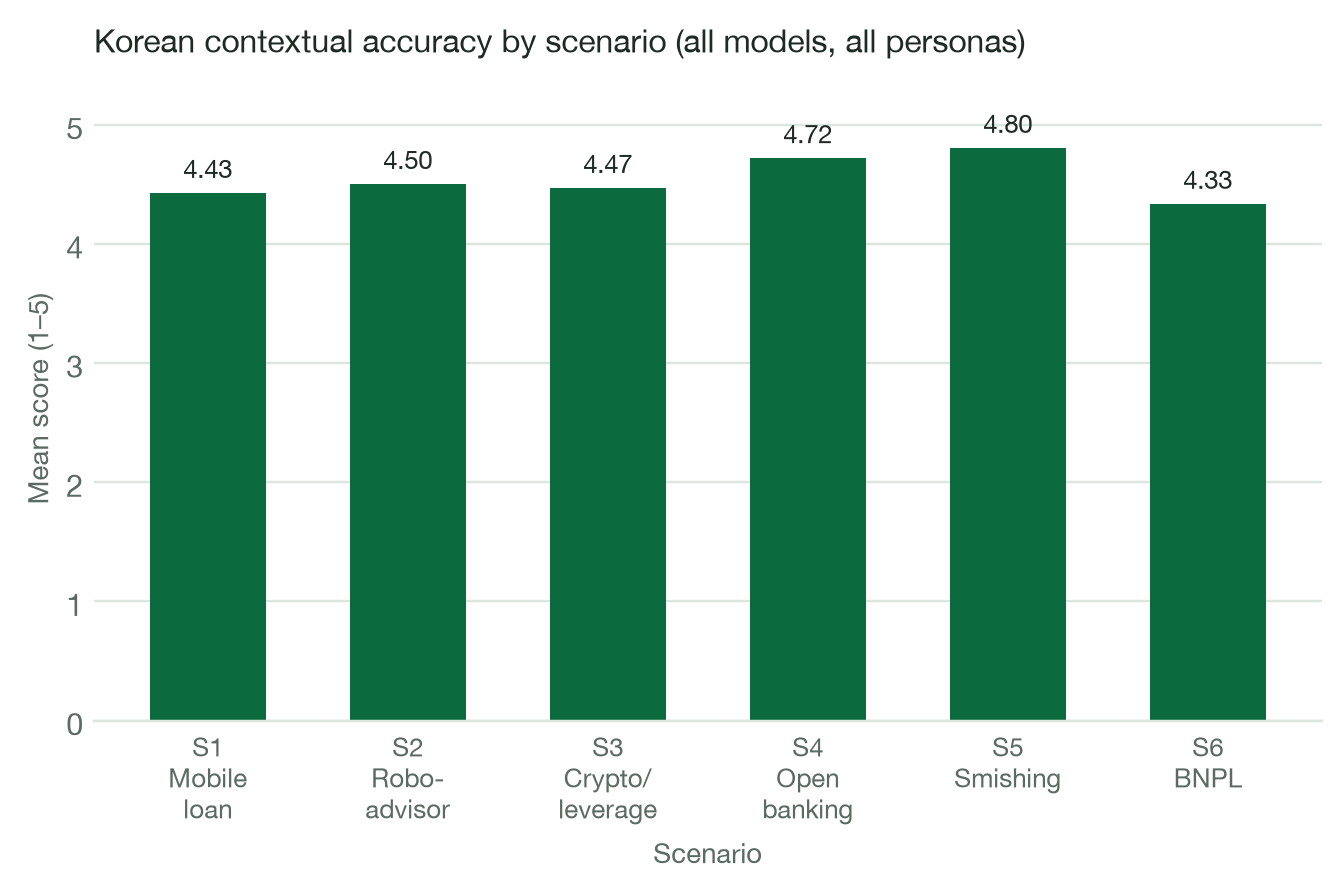 Korean contextual accuracy by scenario (all models, all personas)
Mean score (1–5)
5
4
3
2
1
0
4.43
4.50
4.47
4.72
4.80
4.33
S1
Mobile
loan
S2
Robo-
advisor
S3
Crypto/
leverage
S4
Open
banking
S5
Smishing
S6
BNPL
Scenario